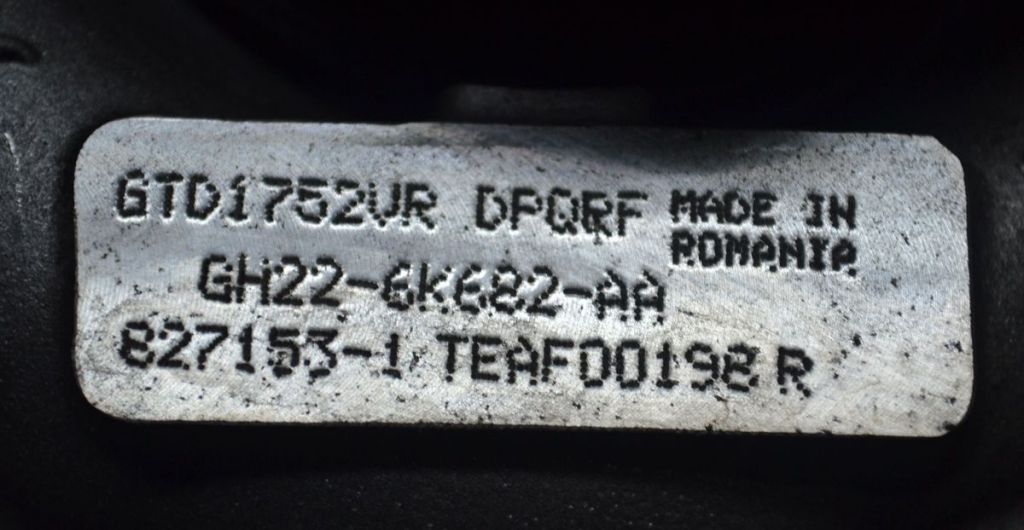 GTD1752VR DPQRF MADE IN
ROMANIA
GH22-6K682-AA
827153-1 TEAF00198 R